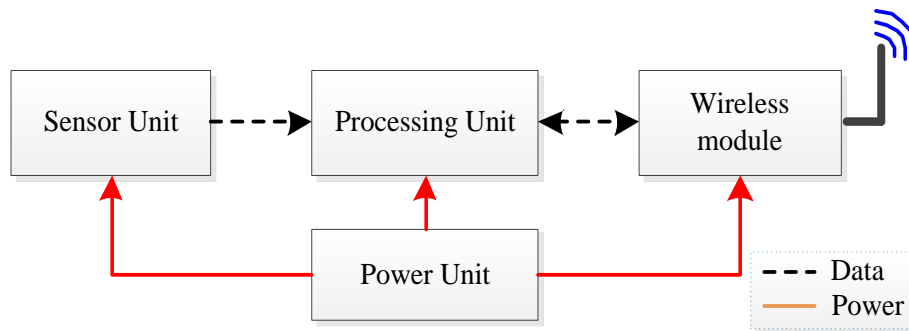 Sensor Unit
Processing Unit
Wireless
module
Power Unit
Data
Power